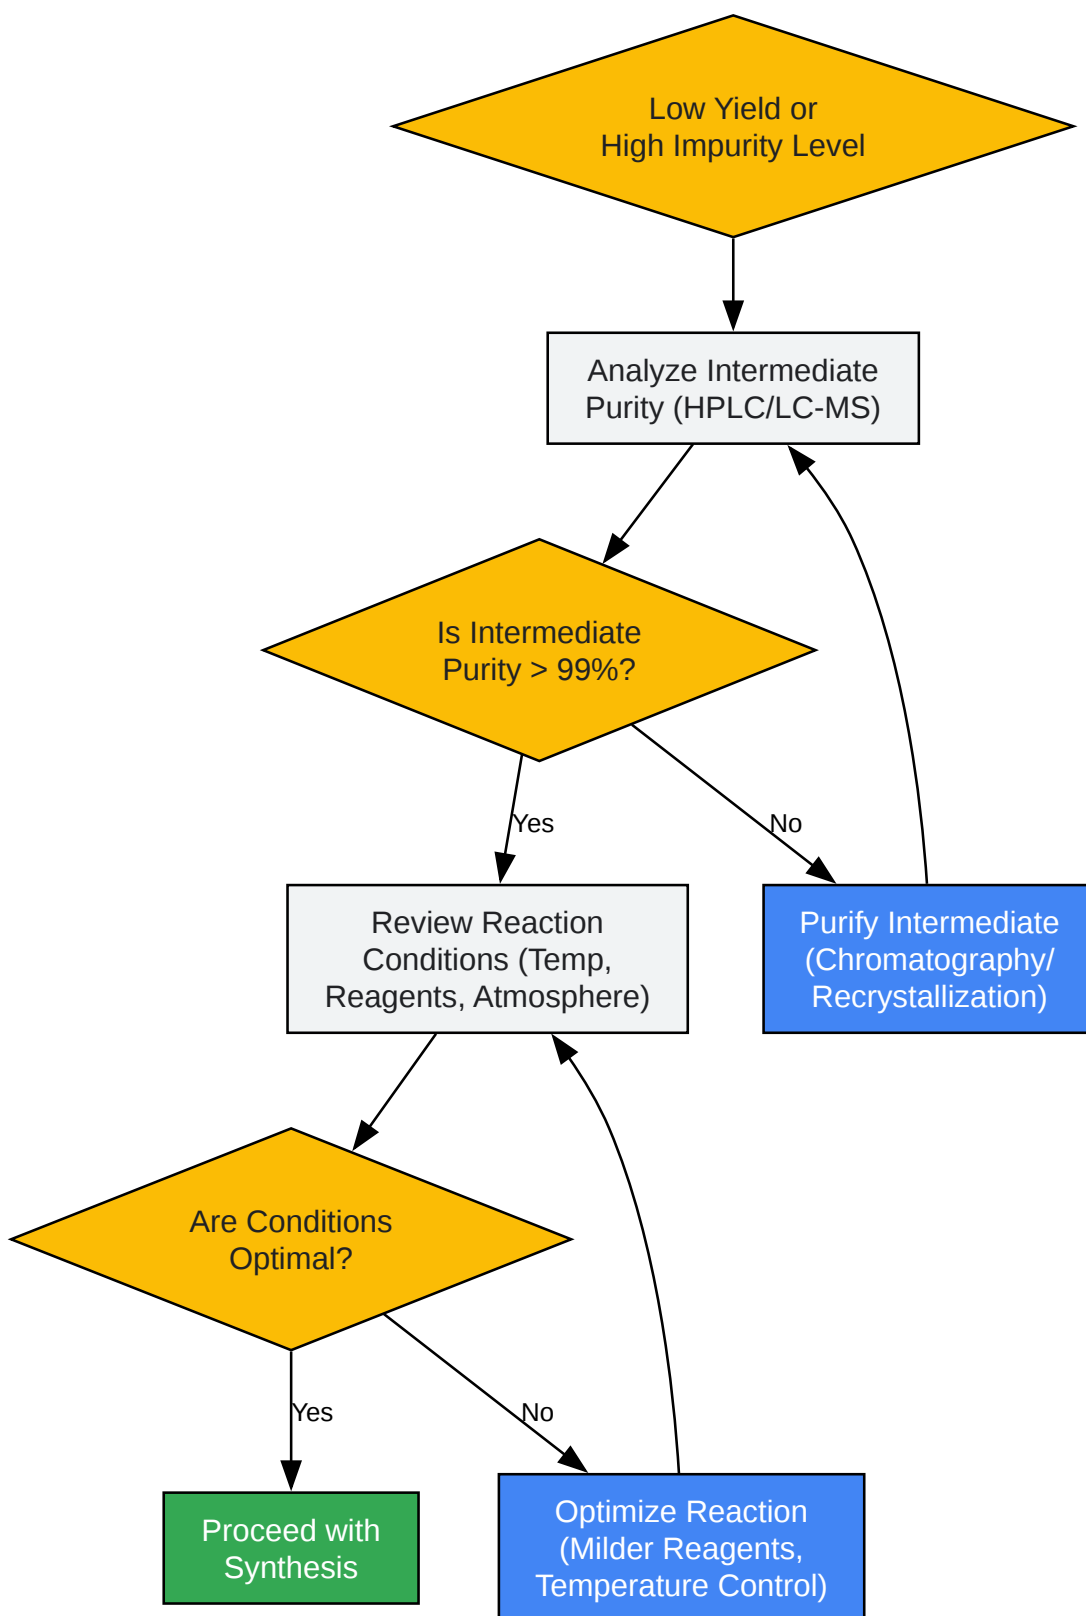 Low Yield or
High Impurity Level
Analyze Intermediate
Purity (HPLC/LC-MS)
Is Intermediate
Purity > 99%?
Yes
No
Review Reaction
Conditions (Temp,
Reagents, Atmosphere)
Purify Intermediate
(Chromatography/
Recrystallization)
Are Conditions
Optimal?
Yes
No
Proceed with
Synthesis
Optimize Reaction
(Milder Reagents,
Temperature Control)